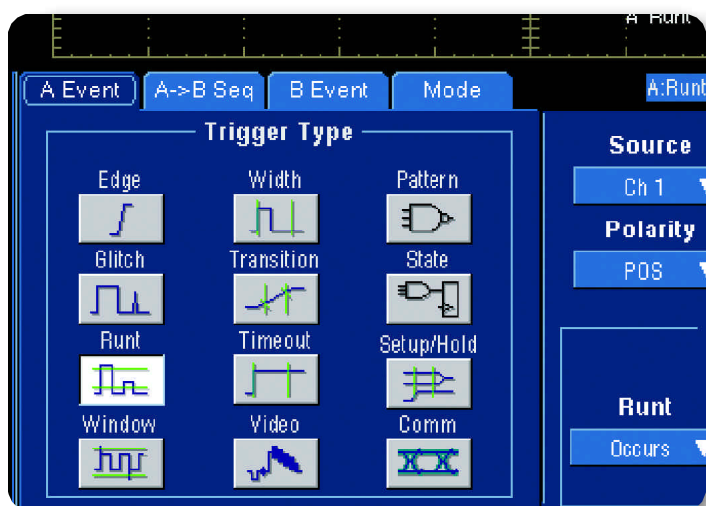 A Runt
A Event A->B Seq B Event Mode A:Runt
Trigger Type
Edge Width Pattern
Glitch Transition State
Runt Timeout Setup/Hold
Window Video Comm
Source
Ch 1
Polarity
POS
Runt
Occurs